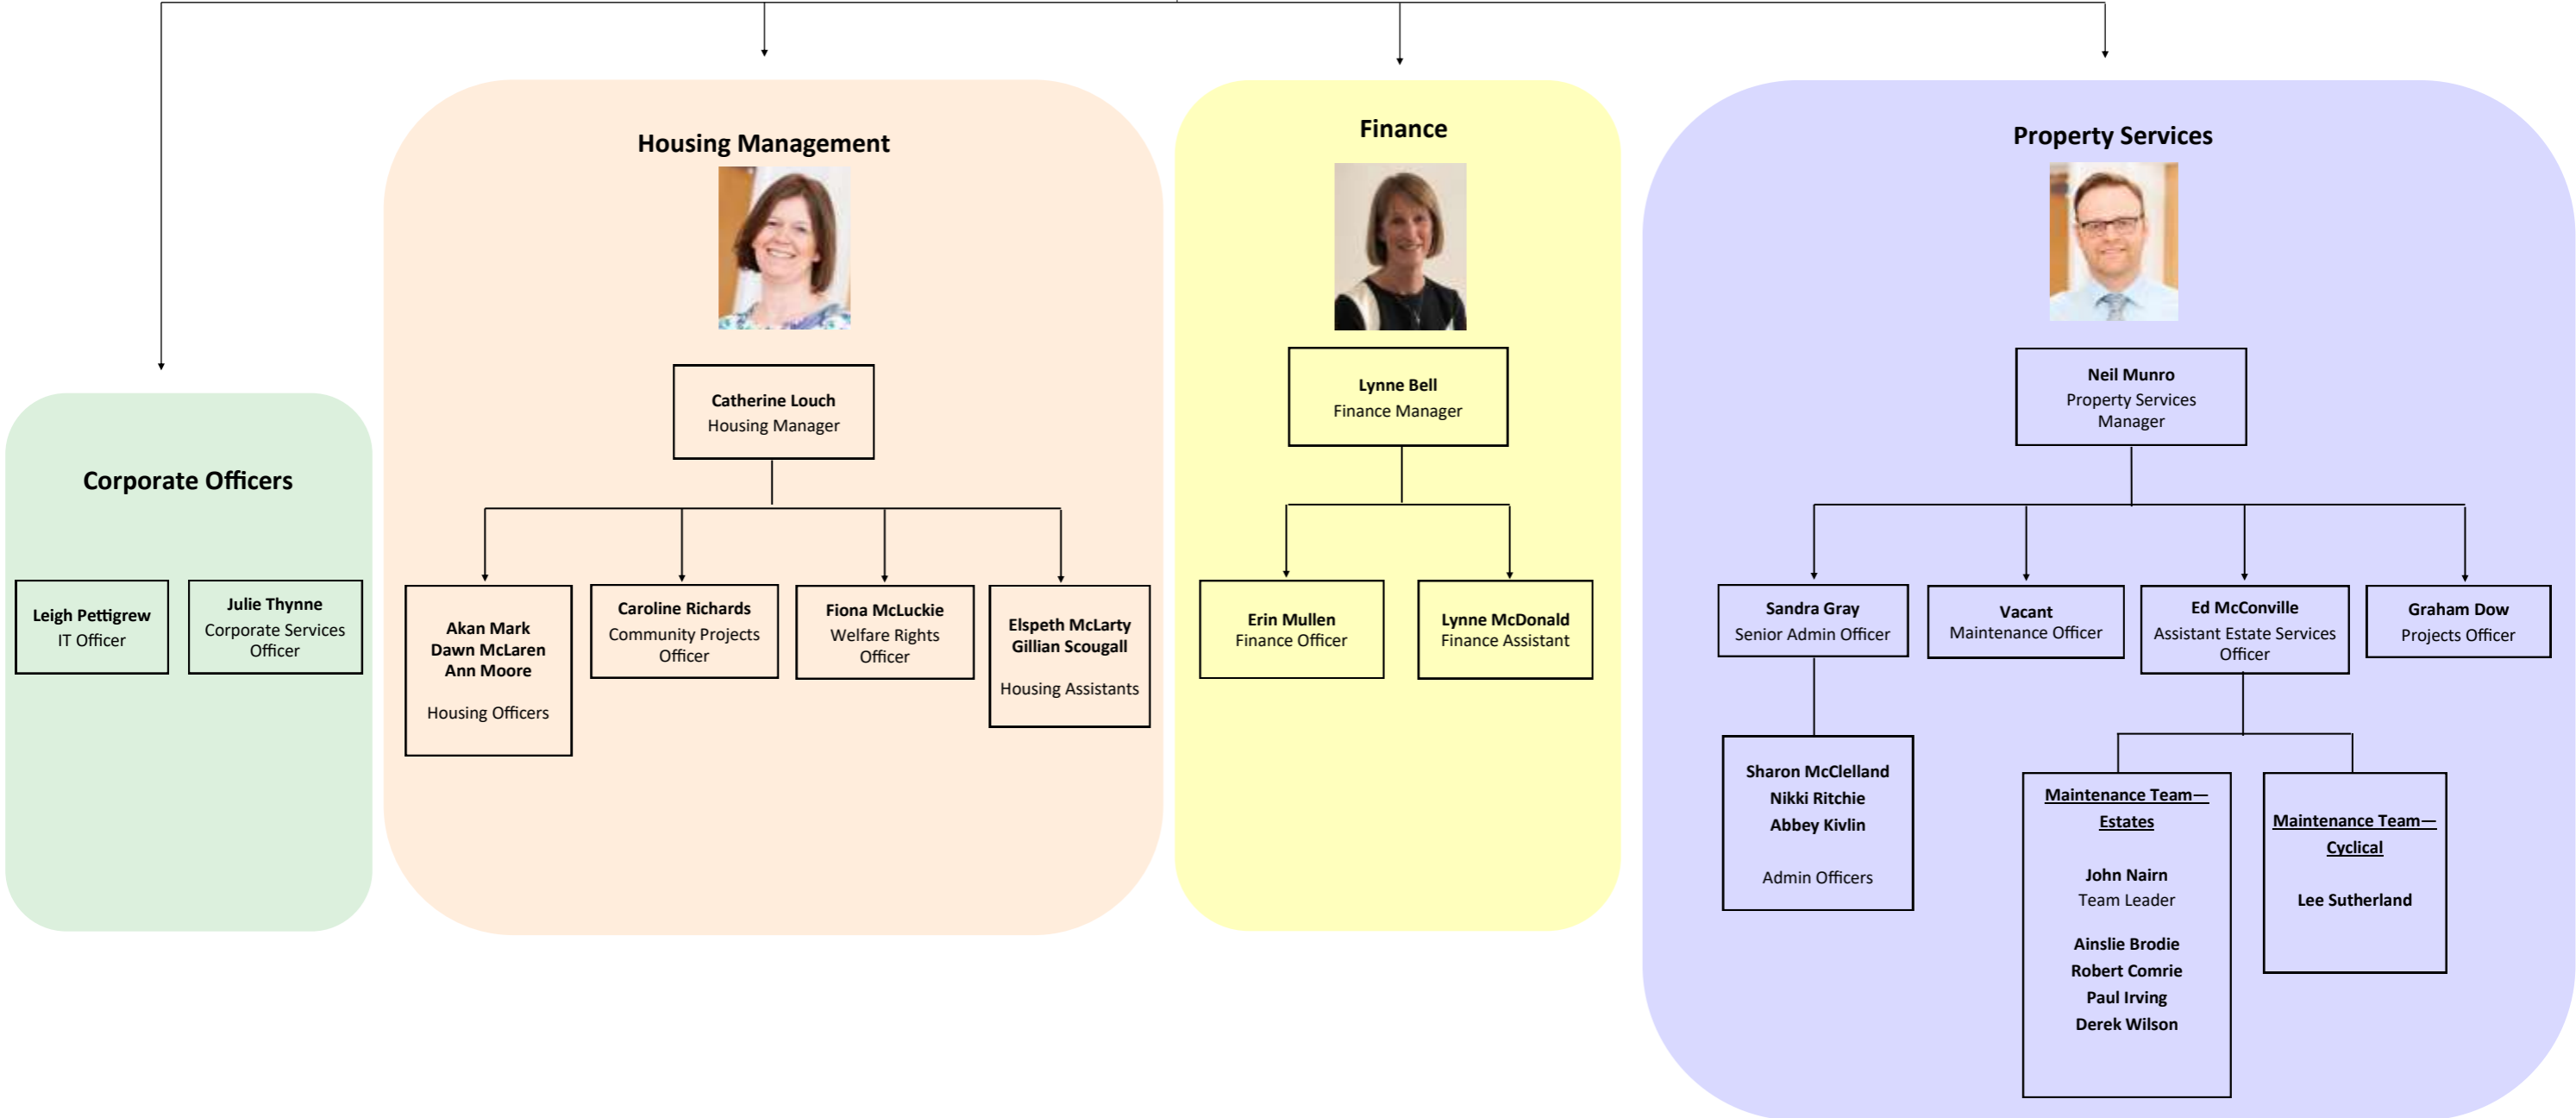 Corporate Officers
Leigh Pettigrew
IT Officer
Julie Thynne
Corporate Services
Officer
Housing Management
Catherine Louch
Housing Manager
Akan Mark
Dawn McLaren
Ann Moore
Housing Officers
Caroline Richards
Community Projects
Officer
Fiona McLuckie
Welfare Rights
Officer
Elspeth McLarty
Gillian Scougall
Housing Assistants
Finance
Lynne Bell
Finance Manager
Erin Mullen
Finance Officer
Lynne McDonald
Finance Assistant
Property Services
Neil Munro
Property Services
Manager
Sandra Gray
Senior Admin Officer
Vacant
Maintenance Officer
Ed McConville
Assistant Estate Services
Officer
Graham Dow
Projects Officer
Sharon McClelland
Nikki Ritchie
Abbey Kivlin
Admin Officers
Maintenance Team—
Estates
John Nairn
Team Leader
Ainslie Brodie
Robert Comrie
Paul Irving
Derek Wilson
Maintenance Team—
Cyclical
Lee Sutherland